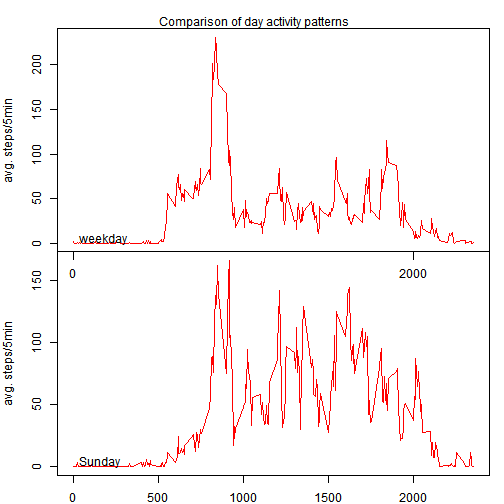 Comparison of day activity patterns
200
150
100
50
0
avg. steps/5min
weekday
0 2000
150
100
50
0
avg. steps/5min
Sunday
0 500 1000 1500 2000